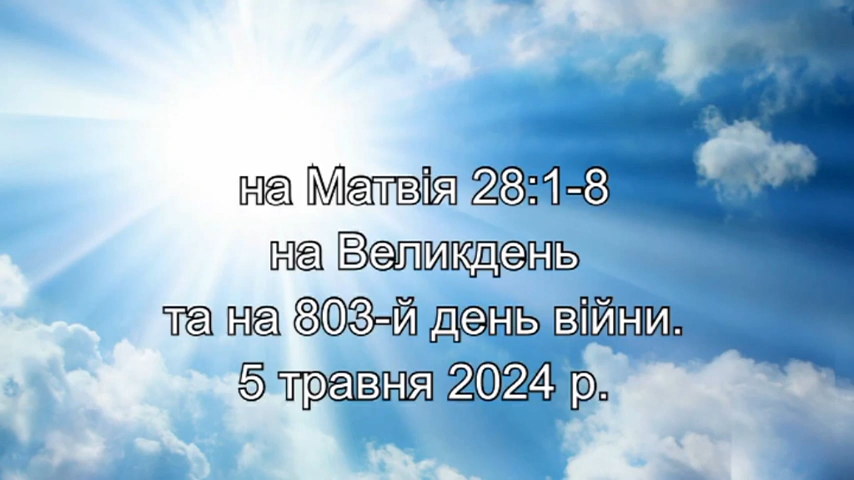 на Матвія 28:1-8
на Великдень
та на 803-й день війни.
5 травня 2024 р.